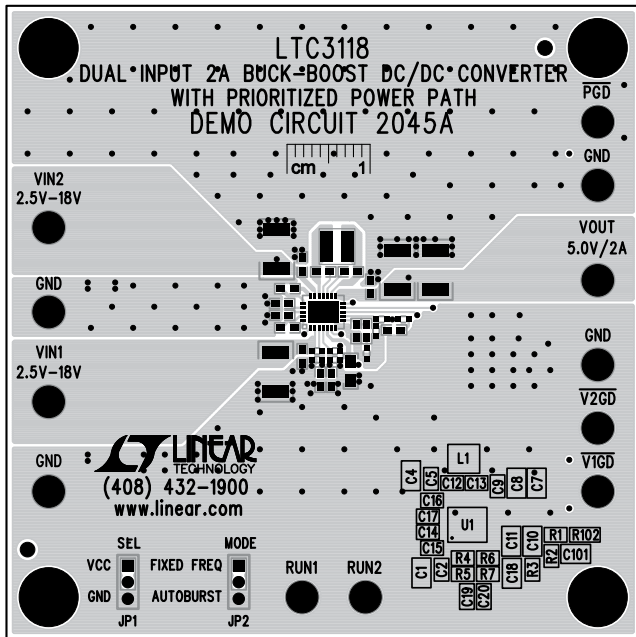 LTC3118
DUAL INPUT 2A BUCK-BOOST DC/DC CONVERTER
WITH PRIORITIZED POWER PATH
DEMO CIRCUIT 2045A
cm 1
PGD
GND
VIN2
2.5V-18V
VOUT
5.0V/2A
GND
VIN1
2.5V-18V
GND
V2GD
V1GD
GND
LINEAR
TECHNOLOGY
(408) 432-1900
www.linear.com
L1
C4 C5 C12 C13 C9 C8 C7
C16
C17
C14
C15
U1
C11 C10 R1 R102
C1 C2 R4 R6 R2 C101
R5 R7 C18 R3
C19 C20
SEL MODE
VCC FIXED FREQ
GND AUTOBURST
JP1 JP2
RUN1 RUN2